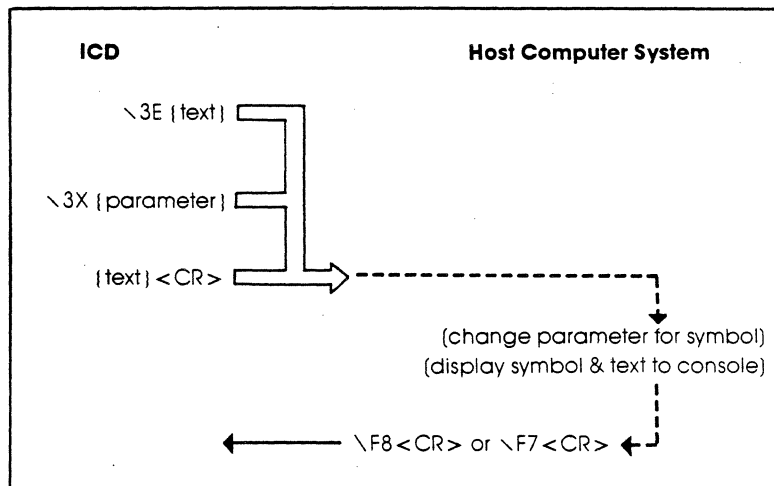 ICD Host Computer System
\3E {text}
\3X {parameter}
{text}<CR>
(change parameter for symbol)
(display symbol & text to console)
\F8<CR> or \F7<CR>